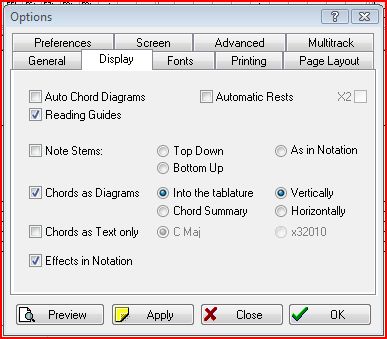 Options
Preferences Screen Advanced Multitrack
General Display Fonts Printing Page Layout
Auto Chord Diagrams Automatic Rests X2
Reading Guides
Note Stems: Top Down As in Notation
Bottom Up
Chords as Diagrams Into the tablature Vertically
Chord Summary Horizontally
Chords as Text only C Maj x32010
Effects in Notation
Preview Apply Close OK